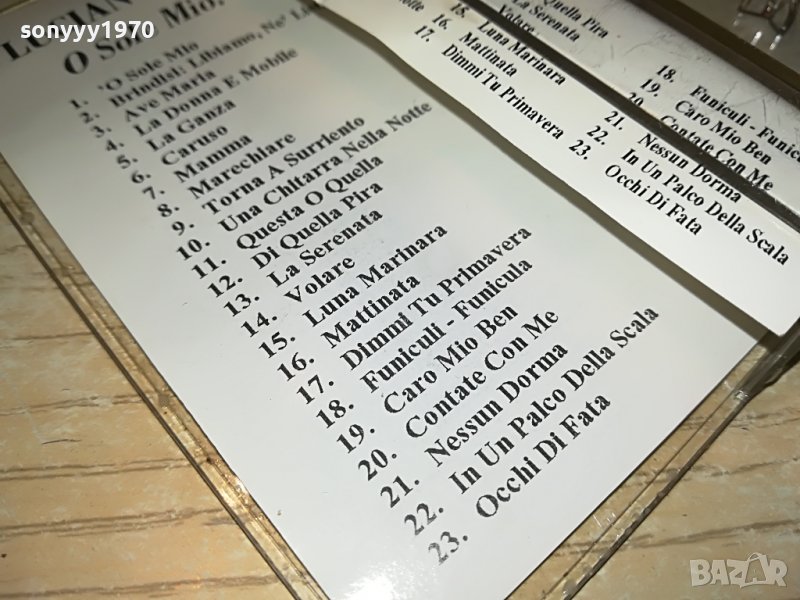 sonyyy1970
LUCIAN
O Sole Mio.
1. 'O Sole Mio
2. Brindisi: Libiamo, Ne'
3. Ave Maria
4. La Donna E Mobile
5. La Ganza
6. Caruso
7. Mamma
8. Marechiare
9. Torna A Surriento
10. Una Chitarra Nella Notte
11. Questa O Quella
12. Di Quella Pira
13. La Serenata
14. Volare
15. Luna Marinara
16. Mattinata
17. Dimmi Tu Primavera
18. Funiculi - Funicula
19. Caro Mio Ben
20. Contate Con Me
21. Nessun Dorma
22. In Un Palco Della Scala
23. Occhi Di Fata
Quella Pira
La Serenata
Volare
15. Luna Marinara
16. Mattinata
17. Dimmi Tu Primavera
18. Funiculi - Funicu
19. Caro Mio Ben
20 Contate Con Me
21. Nessun Dorma
22. In Un Palco Della Scala
23. Occhi Di Fata
BAZAR